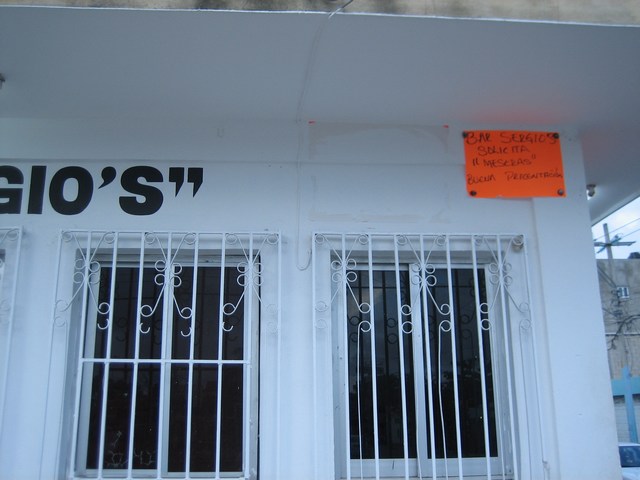 GIO'S"
BAR SERGIO'S
SOLICITA
"MESERAS"
BUENA PRESENTACIÓN